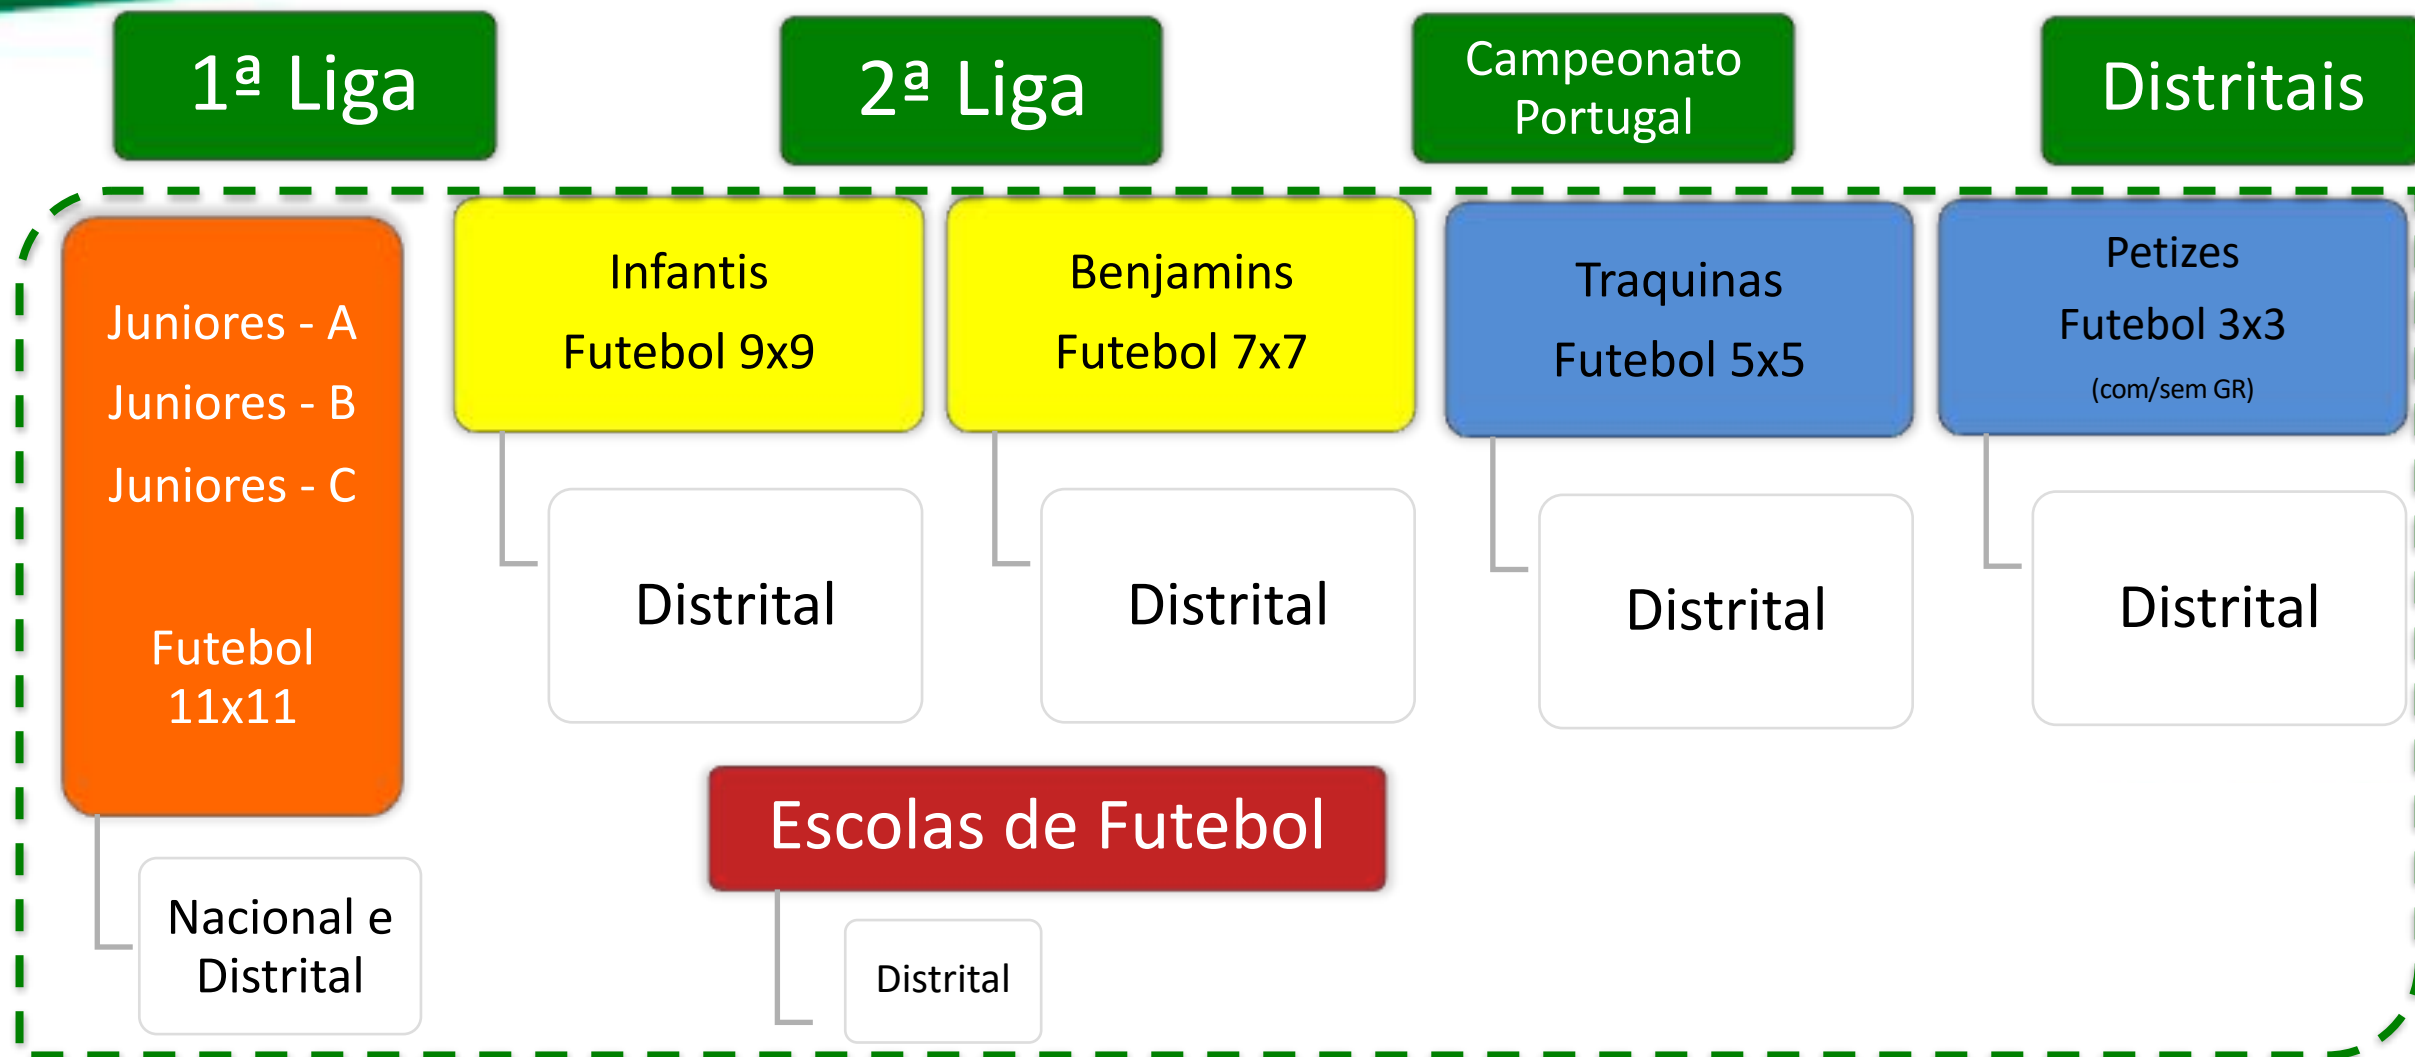 1ª Liga
2ª Liga
Campeonato
Portugal
Distritais
Juniores - A
Juniores - B
Juniores - C
Futebol
11x11
Nacional e
Distrital
Infantis
Futebol 9x9
Distrital
Benjamins
Futebol 7x7
Distrital
Traquinas
Futebol 5x5
Distrital
Petizes
Futebol 3x3
(com/sem GR)
Distrital
Escolas de Futebol
Distrital